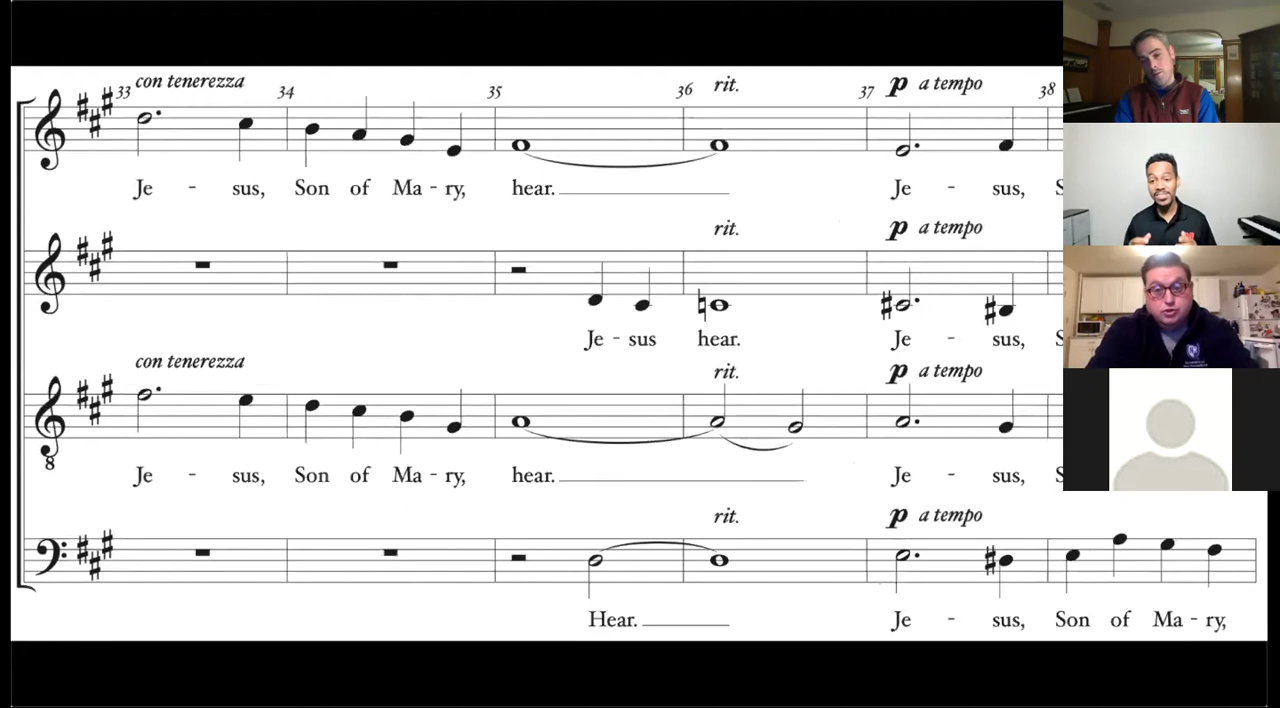 con tenerezza rit. p a tempo
33 34 35 36 37 38
Je - sus, Son of Ma - ry, hear. Je - sus, S
rit. p a tempo
Je - sus hear. Je - sus, S
con tenerezza rit. p a tempo
8
Je - sus, Son of Ma - ry, hear. Je - sus, S
rit. p a tempo
Hear. Je - sus, Son of Ma - ry,